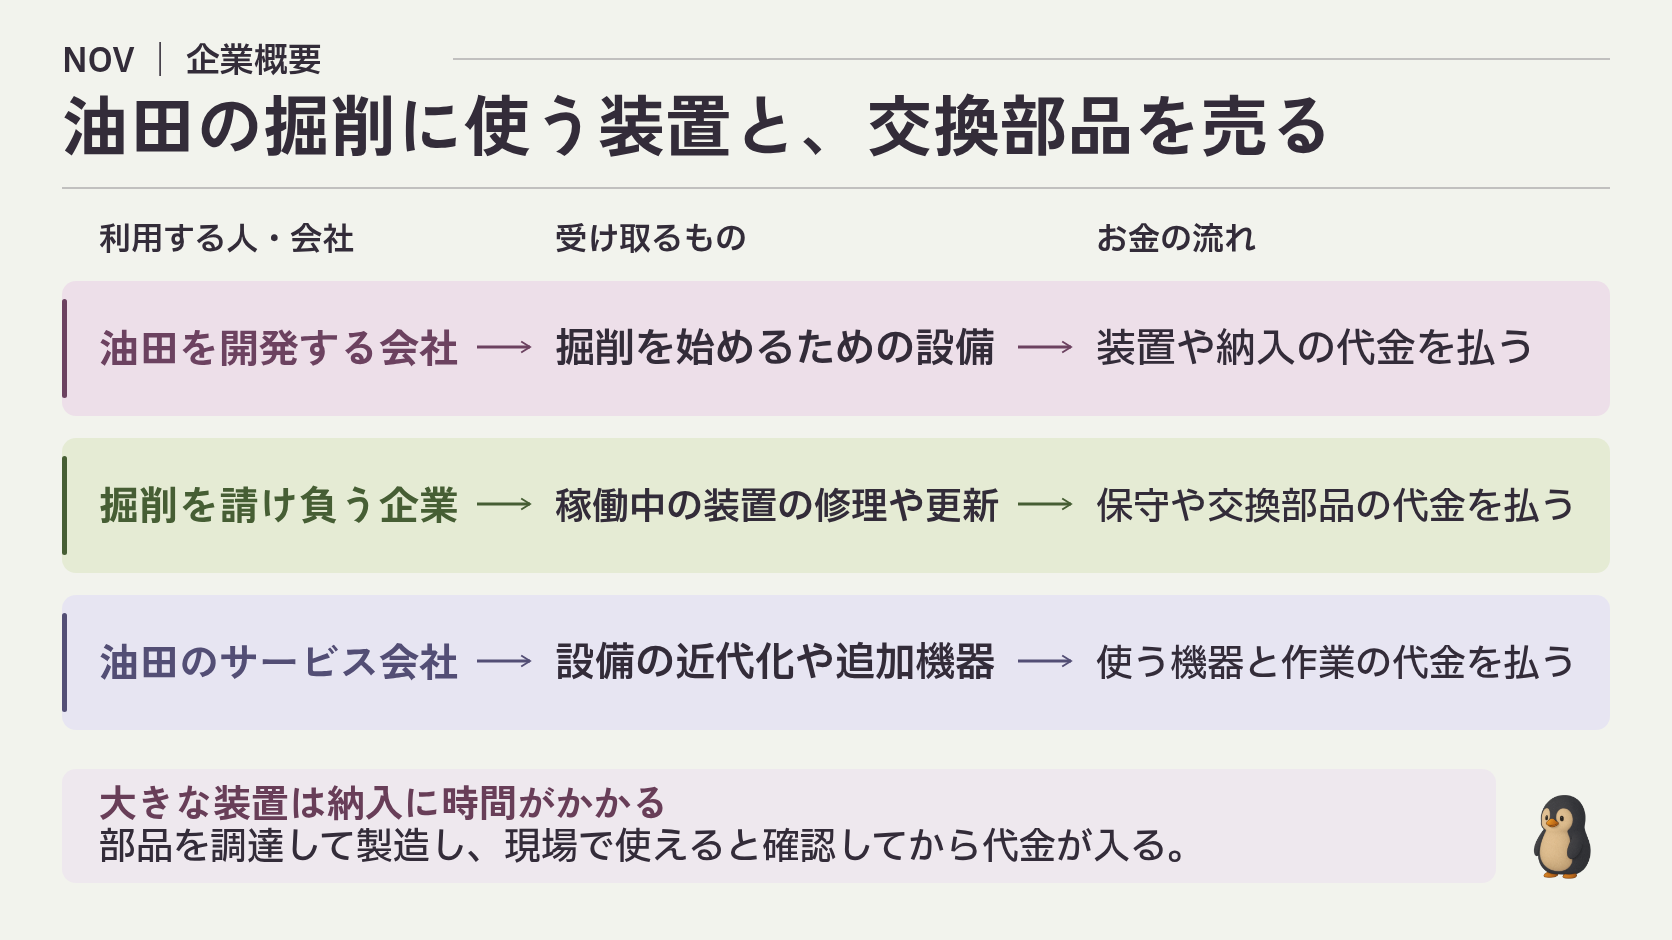 NOV｜企業概要
油田の掘削に使う装置と、交換部品を売る
利用する人・会社 受け取るもの お金の流れ
油田を開発する会社 → 掘削を始めるための設備 → 装置や納入の代金を払う
掘削を請け負う企業 → 稼働中の装置の修理や更新 → 保守や交換部品の代金を払う
油田のサービス会社 → 設備の近代化や追加機器 → 使う機器と作業の代金を払う
大きな装置は納入に時間がかかる
部品を調達して製造し、現場で使えると確認してから代金が入る。